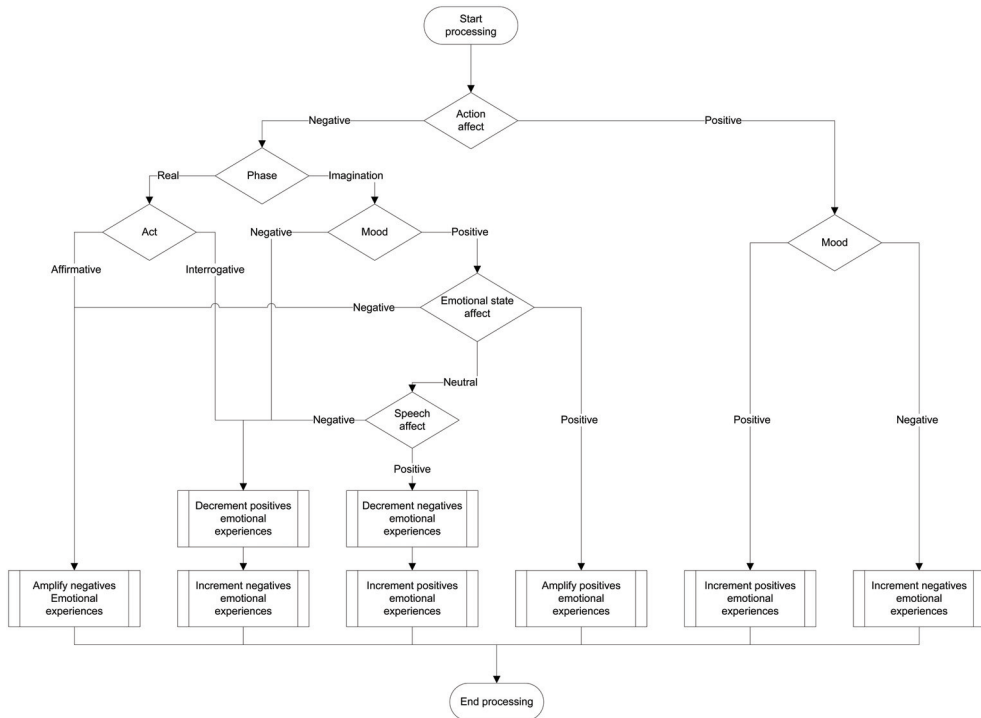 Start
processing
Action
affect
Negative
Positive
Phase
Real
Imagination
Act
Mood
Negative
Positive
Mood
Affirmative
Interrogative
Emotional state
affect
Negative
Neutral
Speech
affect
Negative
Positive
Positive
Positive
Negative
Decrement positives
emotional
experiences
Decrement negatives
emotional
experiences
Amplify negatives
Emotional
experiences
Increment negatives
emotional
experiences
Increment positives
emotional
experiences
Amplify positives
emotional
experiences
Increment positives
emotional
experiences
Increment negatives
emotional
experiences
End processing